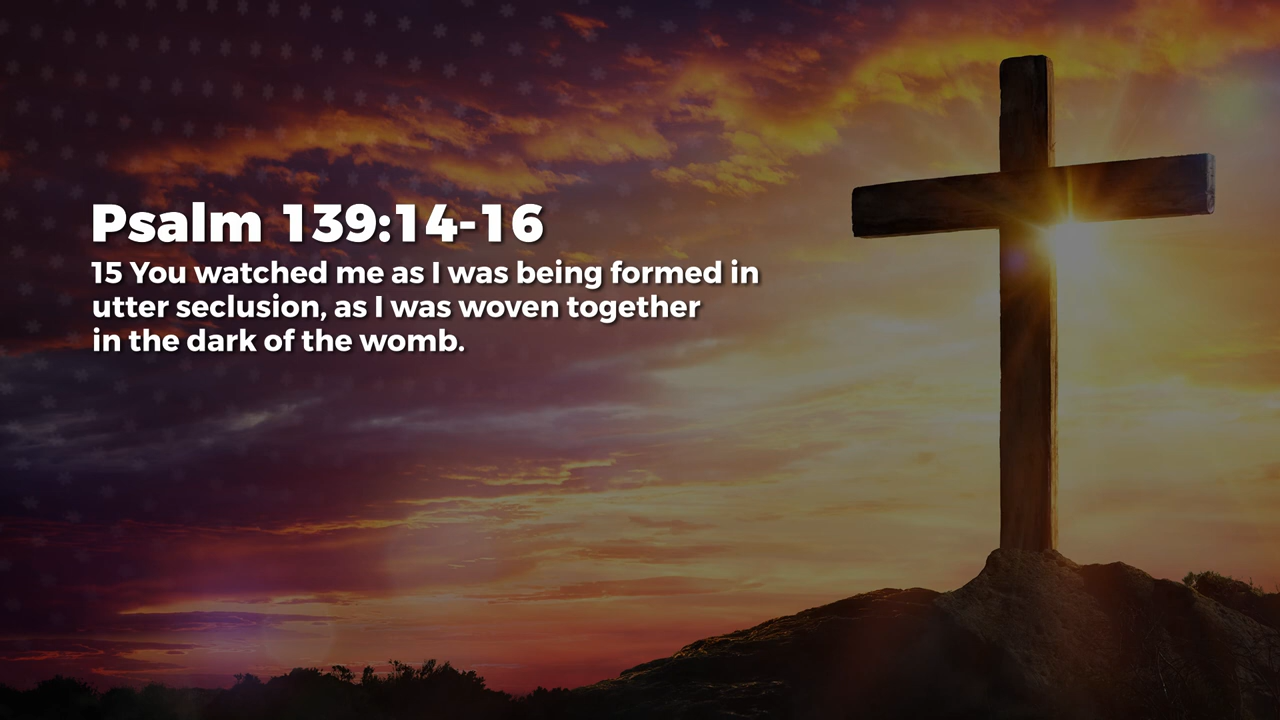 Psalm 139:14-16
15 You watched me as I was being formed in
utter seclusion, as I was woven together
in the dark of the womb.